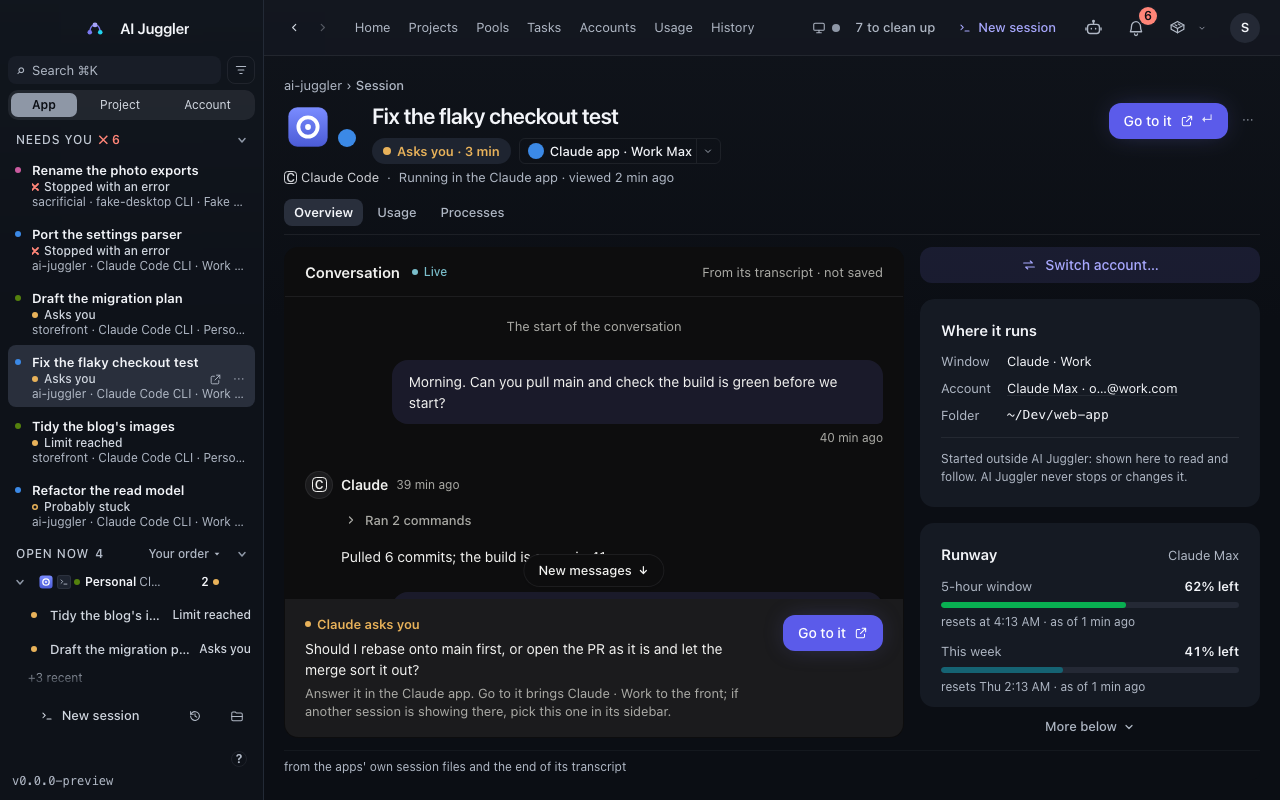 AI Juggler
Home Projects Pools Tasks Accounts Usage History
7 to clean up
New session
6
S
Search ⌘K
App Project Account
NEEDS YOU 6
Rename the photo exports
Stopped with an error
sacrificial · fake-desktop CLI · Fake ...
Port the settings parser
Stopped with an error
ai-juggler · Claude Code CLI · Work ...
Draft the migration plan
Asks you
storefront · Claude Code CLI · Perso...
Fix the flaky checkout test
Asks you
ai-juggler · Claude Code CLI · Work ...
Tidy the blog's images
Limit reached
storefront · Claude Code CLI · Perso...
Refactor the read model
Probably stuck
ai-juggler · Claude Code CLI · Work ...
OPEN NOW 4 Your order
Personal Cl... 2
Tidy the blog's i... Limit reached
Draft the migration p... Asks you
+3 recent
New session
?
v0.0.0-preview
ai-juggler › Session
Fix the flaky checkout test
Asks you · 3 min
Claude app · Work Max
Go to it
Claude Code · Running in the Claude app · viewed 2 min ago
Overview Usage Processes
Conversation Live From its transcript · not saved
The start of the conversation
Morning. Can you pull main and check the build is green before we
start?
40 min ago
Claude 39 min ago
Ran 2 commands
Pulled 6 commits; the build is
New messages ↓
Claude asks you
Should I rebase onto main first, or open the PR as it is and let the
merge sort it out?
Answer it in the Claude app. Go to it brings Claude · Work to the front; if
another session is showing there, pick this one in its sidebar.
Go to it
Switch account...
Where it runs
Window Claude · Work
Account Claude Max · o...@work.com
Folder ~/Dev/web-app
Started outside AI Juggler: shown here to read and
follow. AI Juggler never stops or changes it.
Runway Claude Max
5-hour window 62% left
resets at 4:13 AM · as of 1 min ago
This week 41% left
resets Thu 2:13 AM · as of 1 min ago
More below
from the apps' own session files and the end of its transcript